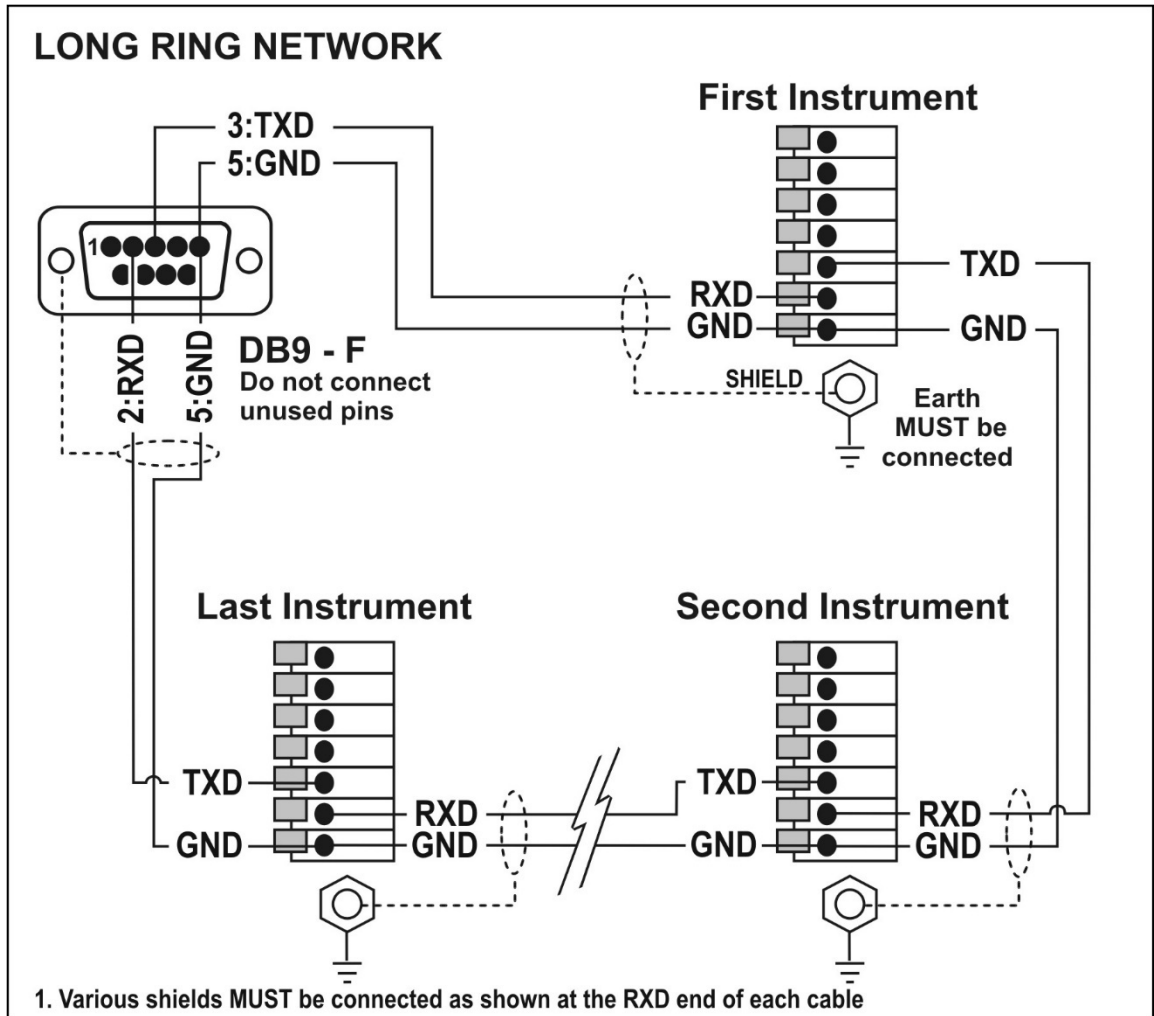 LONG RING NETWORK
First Instrument
3:TXD
5:GND
1
TXD
RXD
GND
GND
2:RXD
5:GND
DB9 - F
Do not connect
unused pins
SHIELD
Earth
MUST be
connected
Last Instrument
Second Instrument
TXD
RXD
GND
GND
TXD
RXD
GND
GND
1. Various shields MUST be connected as shown at the RXD end of each cable